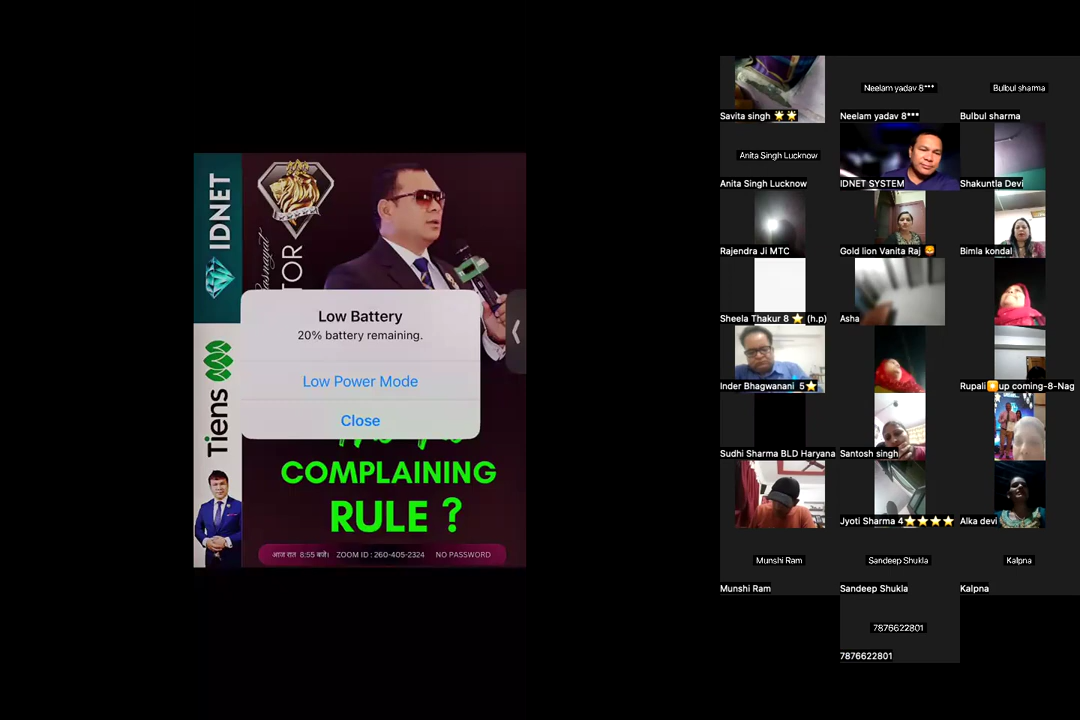 IDNET
Tiens
Low Battery
20% battery remaining.
Low Power Mode
Close
COMPLAINING
RULE ?
आज रात 8:55 बजे। ZOOM ID : 260-405-2324 NO PASSWORD
Savita singh 🌟🌟
Neelam yadav 8***
Neelam yadav 8***
Bulbul sharma
Bulbul sharma
Anita Singh Lucknow
Anita Singh Lucknow
IDNET SYSTEM
Shakuntla Devi
Rajendra Ji MTC
Gold lion Vanita Raj 🦁
Bimla kondal
Sheela Thakur 8 ⭐ (h.p)
Asha
Inder Bhagwanani 5⭐
Rupali⭐up coming-8-Nag
Sudhi Sharma BLD Haryana
Santosh singh
Jyoti Sharma 4⭐⭐⭐⭐
Alka devi
Munshi Ram
Munshi Ram
Sandeep Shukla
Sandeep Shukla
Kalpna
Kalpna
7876622801
7876622801